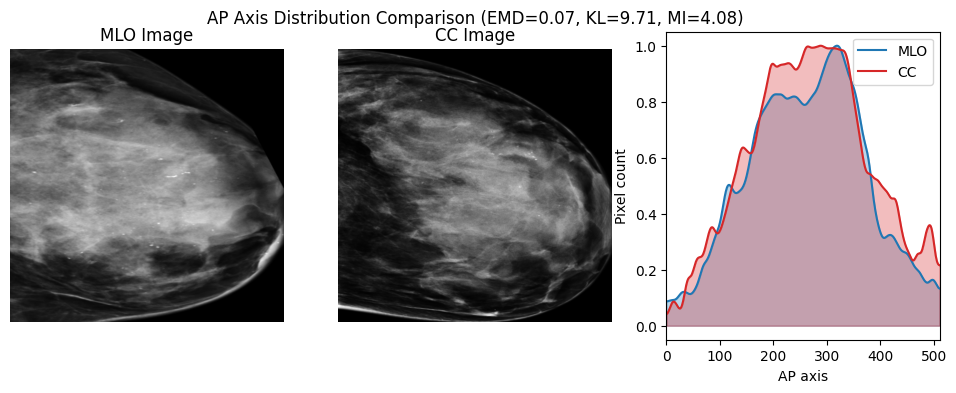 AP Axis Distribution Comparison (EMD=0.07, KL=9.71, MI=4.08)
MLO Image
CC Image
MLO
CC
Pixel count
1.0
0.8
0.6
0.4
0.2
0.0
0 100 200 300 400 500
AP axis